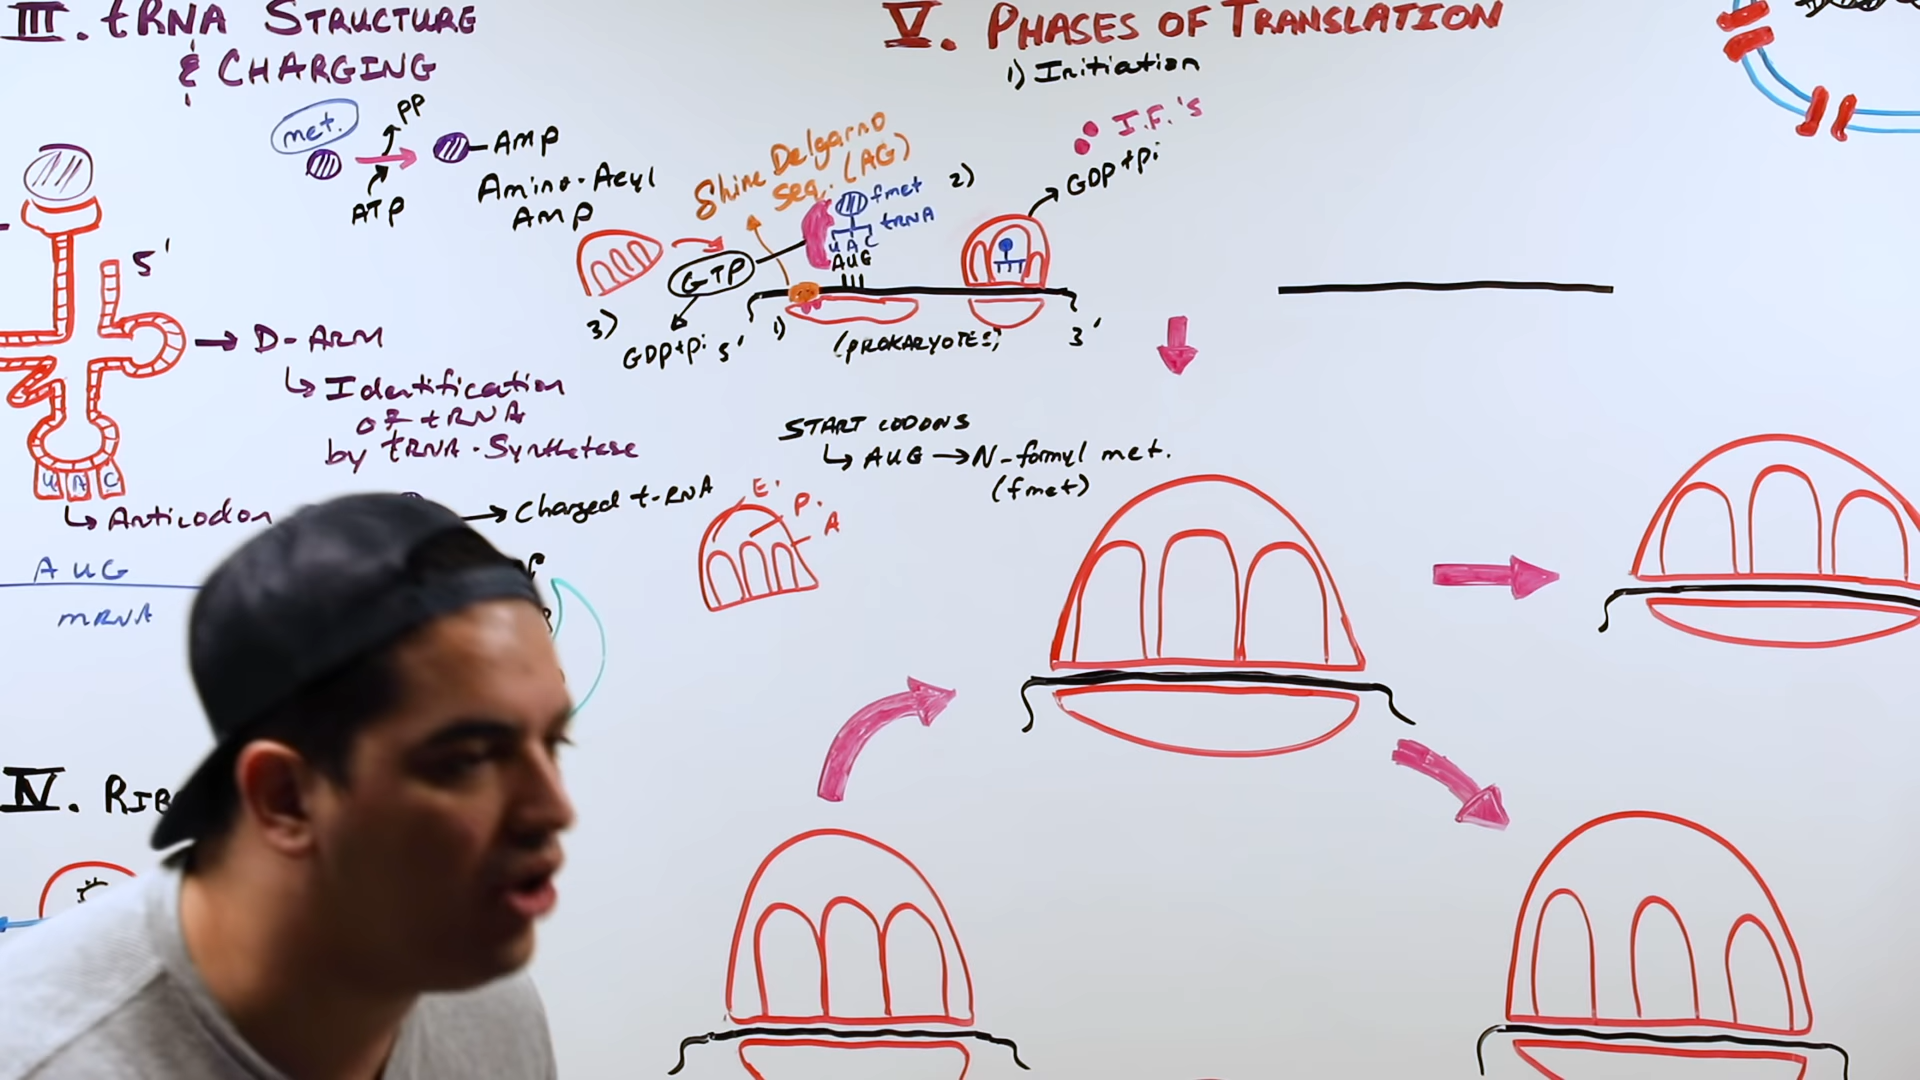 III. tRNA STRUCTURE
& CHARGING
met.
PP
ATP
AMP
Amino-Acyl
AMP
5'
D-ARM
Identification
of tRNA
by tRNA-Synthetase
U A C
Anticodon
AUG
mRNA
Charged t-RNA
IV. RIB
V. PHASES OF TRANSLATION
1) Initiation
I.F.'s
GDP+Pi
Shine Delgarno
seq. (AG)
fmet
tRNA
UAC
AUG
2)
GTP
3)
GDP+Pi
5'
1)
(PROKARYOTES)
3'
START CODONS
AUG → N-formyl met.
(fmet)
E.
P.
A